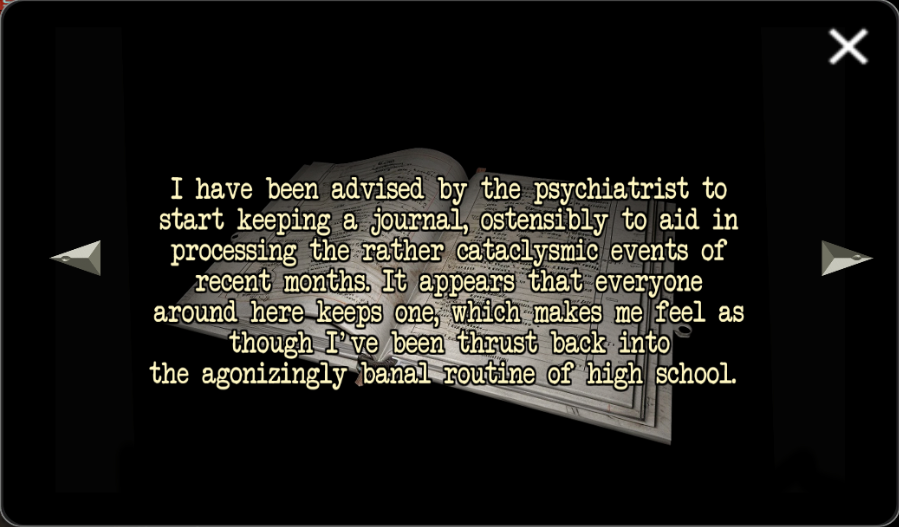 I have been advised by the psychiatrist to
start keeping a journal, ostensibly to aid in
processing the rather cataclysmic events of
recent months. It appears that everyone
around here keeps one, which makes me feel as
though I've been thrust back into
the agonizingly banal routine of high school.